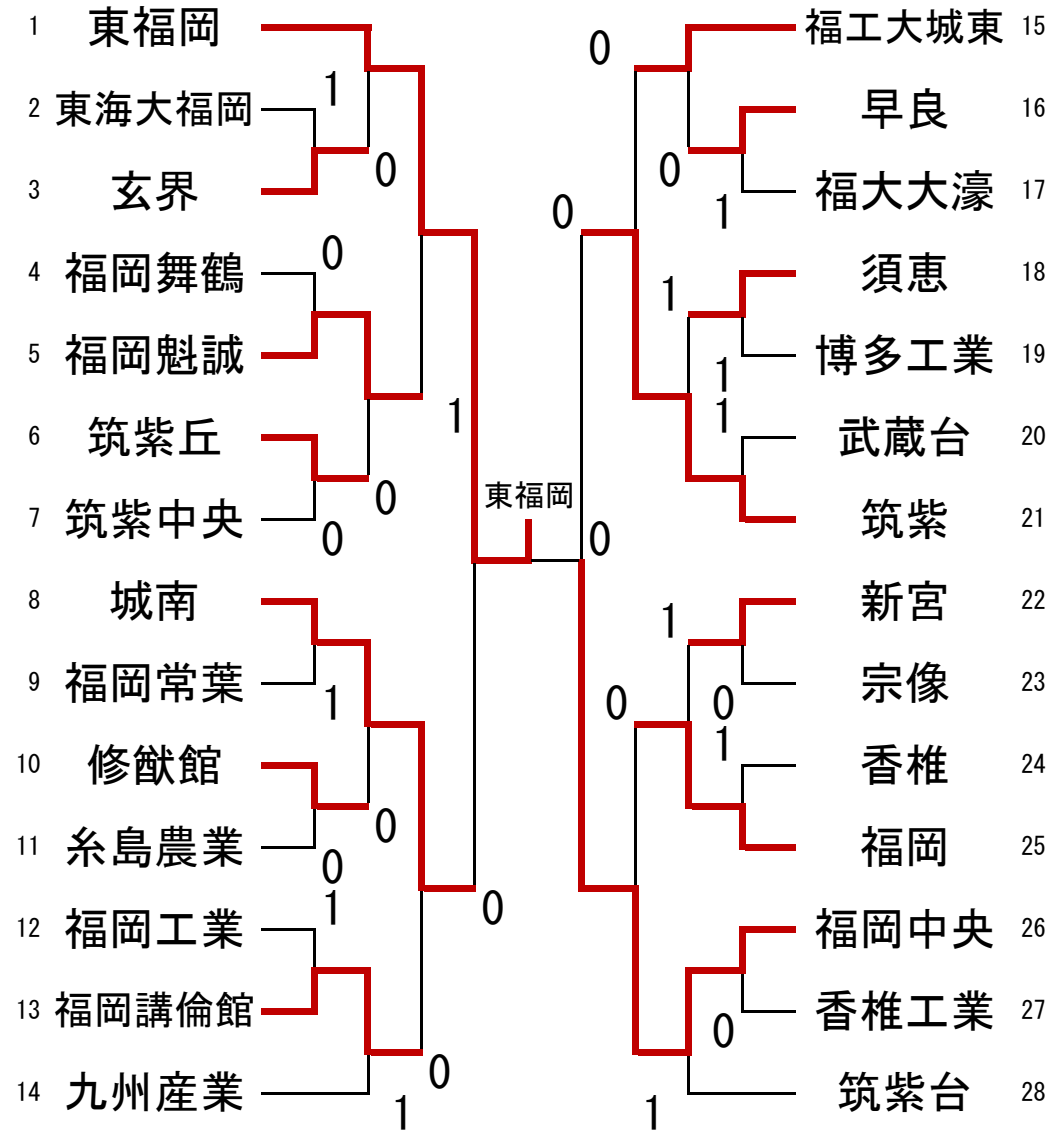 1 東福岡
1
2 東海大福岡
0
3 玄界
0
4 福岡舞鶴
5 福岡魁誠
1
6 筑紫丘
0
7 筑紫中央
0
8 城南
9 福岡常葉
1
10 修猷館
0
11 糸島農業
0
1
12 福岡工業
0
13 福岡講倫館
0
14 九州産業
1
東福岡
0
福工大城東 15
0
早良 16
0
福大大濠 17
1
0
須恵 18
1
博多工業 19
1
1
武蔵台 20
筑紫 21
新宮 22
1
宗像 23
0
0
1
香椎 24
福岡 25
福岡中央 26
香椎工業 27
0
筑紫台 28
1